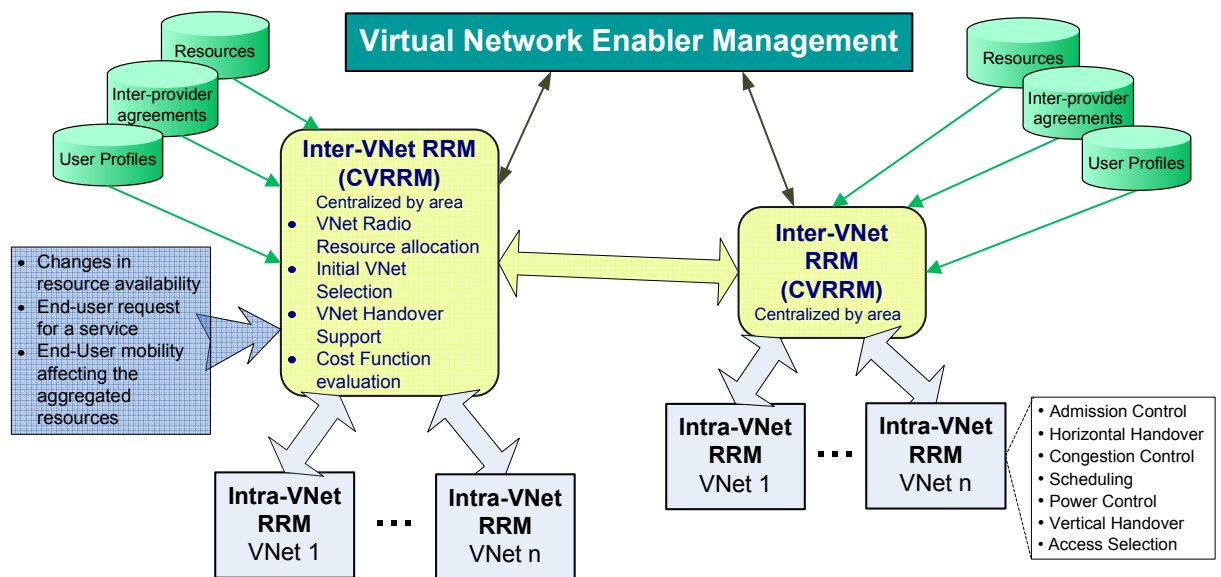 Virtual Network Enabler Management
Resources
Inter-provider
agreements
User Profiles
Resources
Inter-provider
agreements
User Profiles
Inter-VNet RRM
(CVRRM)
Centralized by area
• VNet Radio
Resource allocation
• Initial VNet
Selection
• VNet Handover
Support
• Cost Function
evaluation
Inter-VNet
RRM
(CVRRM)
Centralized by area
• Changes in
resource availability
• End-user request
for a service
• End-User mobility
affecting the
aggregated
resources
Intra-VNet
RRM
VNet 1
...
Intra-VNet
RRM
VNet n
Intra-VNet
RRM
VNet 1
...
Intra-VNet
RRM
VNet n
• Admission Control
• Horizontal Handover
• Congestion Control
• Scheduling
• Power Control
• Vertical Handover
• Access Selection